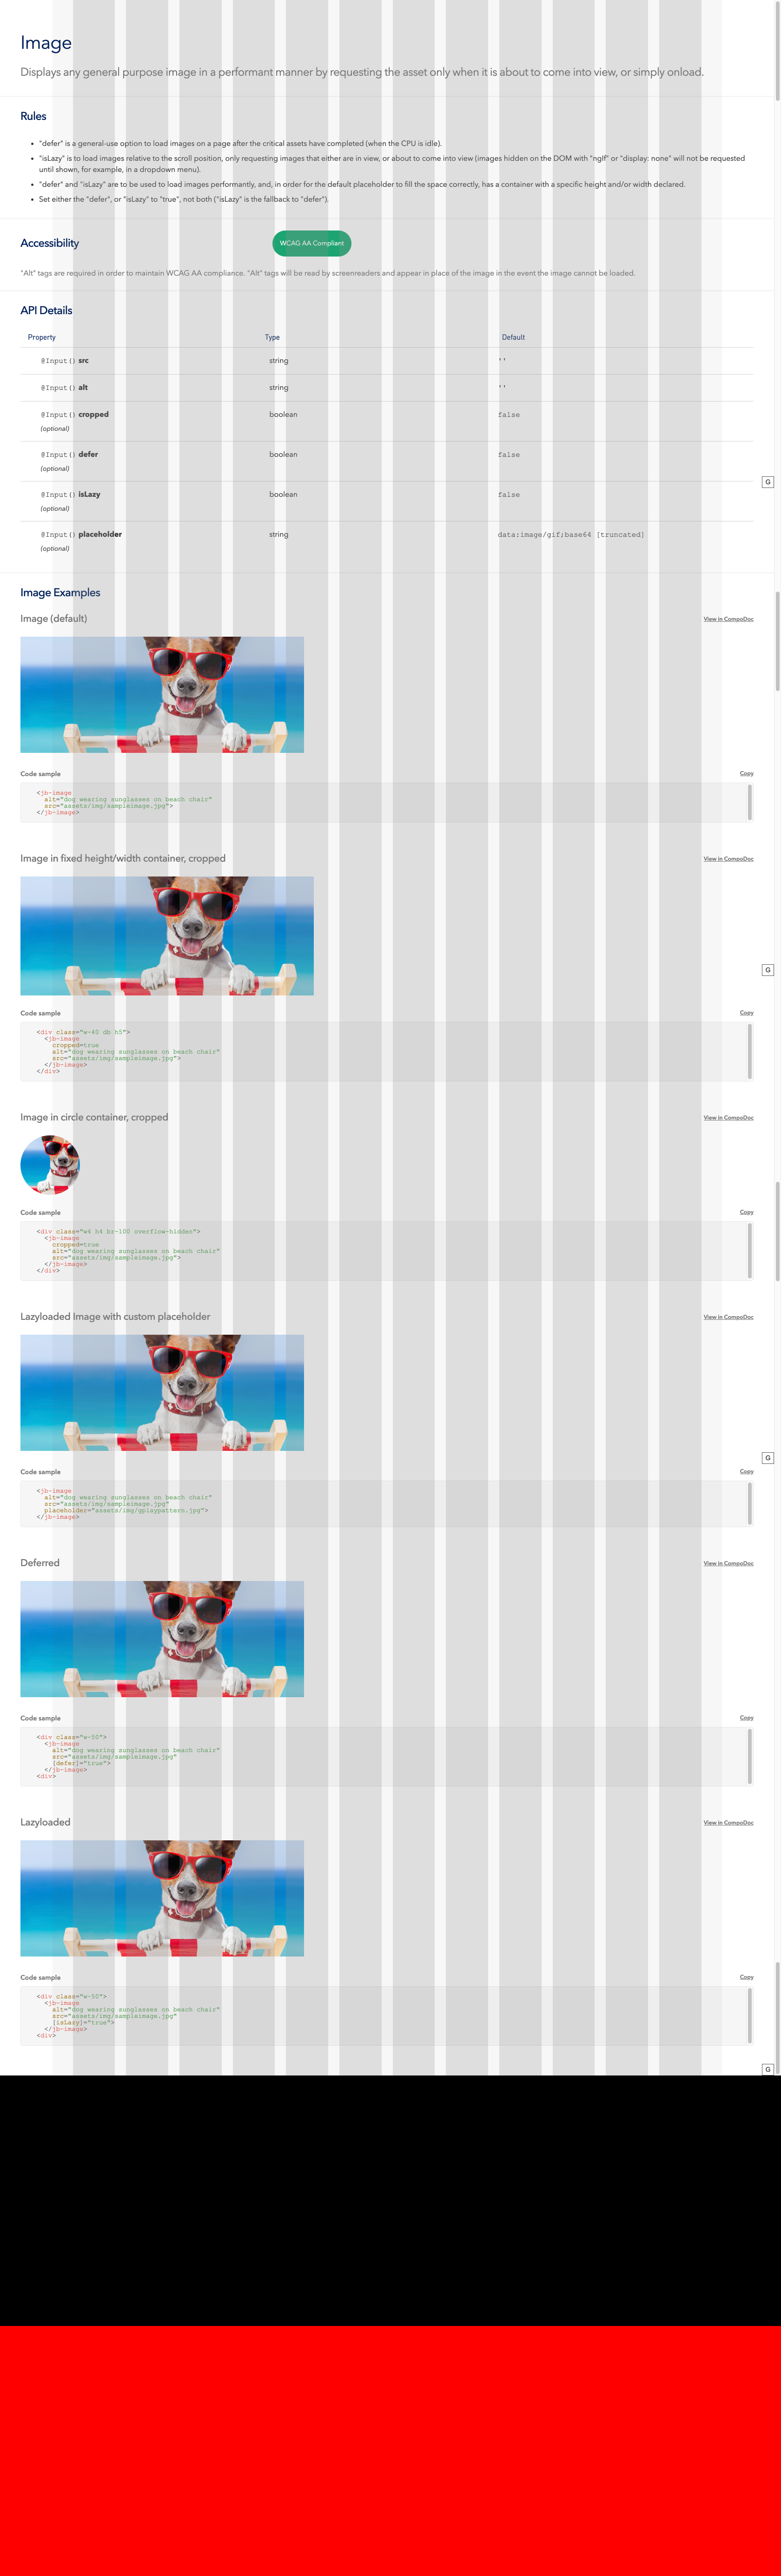 Image
Displays any general purpose image in a performant manner by requesting the asset only when it is about to come into view, or simply onload.
Rules
• "defer" is a general-use option to load images on a page after the critical assets have completed (when the CPU is idle).
• "isLazy" is to load images relative to the scroll position, only requesting images that either are in view, or about to come into view (images hidden on the DOM with "ngIf" or "display: none" will not be requested
until shown, for example, in a dropdown menu).
• "defer" and "isLazy" are to be used to load images performantly, and, in order for the default placeholder to fill the space correctly, has a container with a specific height and/or width declared.
• Set either the "defer", or "isLazy" to "true", not both ("isLazy" is the fallback to "defer").
Accessibility
WCAG AA Compliant
"Alt" tags are required in order to maintain WCAG AA compliance. "Alt" tags will be read by screenreaders and appear in place of the image in the event the image cannot be loaded.
API Details
Property Type Default
@Input() src string ''
@Input() alt string ''
@Input() cropped boolean false
(optional)
@Input() defer boolean false
(optional)
G
@Input() isLazy boolean false
(optional)
@Input() placeholder string data:image/gif;base64 [truncated]
(optional)
Image Examples
Image (default) View in CompoDoc
Code sample Copy
<jb-image
alt="dog wearing sunglasses on beach chair"
src="assets/img/sampleimage.jpg">
</jb-image>
Image in fixed height/width container, cropped View in CompoDoc
G
Code sample Copy
<div class="w-40 db h5">
<jb-image
cropped=true
alt="dog wearing sunglasses on beach chair"
src="assets/img/sampleimage.jpg">
</jb-image>
</div>
Image in circle container, cropped View in CompoDoc
Code sample Copy
<div class="w4 h4 br-100 overflow-hidden">
<jb-image
cropped=true
alt="dog wearing sunglasses on beach chair"
src="assets/img/sampleimage.jpg">
</jb-image>
</div>
Lazyloaded Image with custom placeholder View in CompoDoc
G
Code sample Copy
<jb-image
alt="dog wearing sunglasses on beach chair"
src="assets/img/sampleimage.jpg"
placeholder="assets/img/gplaypattern.jpg">
</jb-image>
Deferred View in CompoDoc
Code sample Copy
<div class="w-50">
<jb-image
alt="dog wearing sunglasses on beach chair"
src="assets/img/sampleimage.jpg"
[defer]="true">
</jb-image>
<div>
Lazyloaded View in CompoDoc
Code sample Copy
<div class="w-50">
<jb-image
alt="dog wearing sunglasses on beach chair"
src="assets/img/sampleimage.jpg"
[isLazy]="true">
</jb-image>
<div>
G